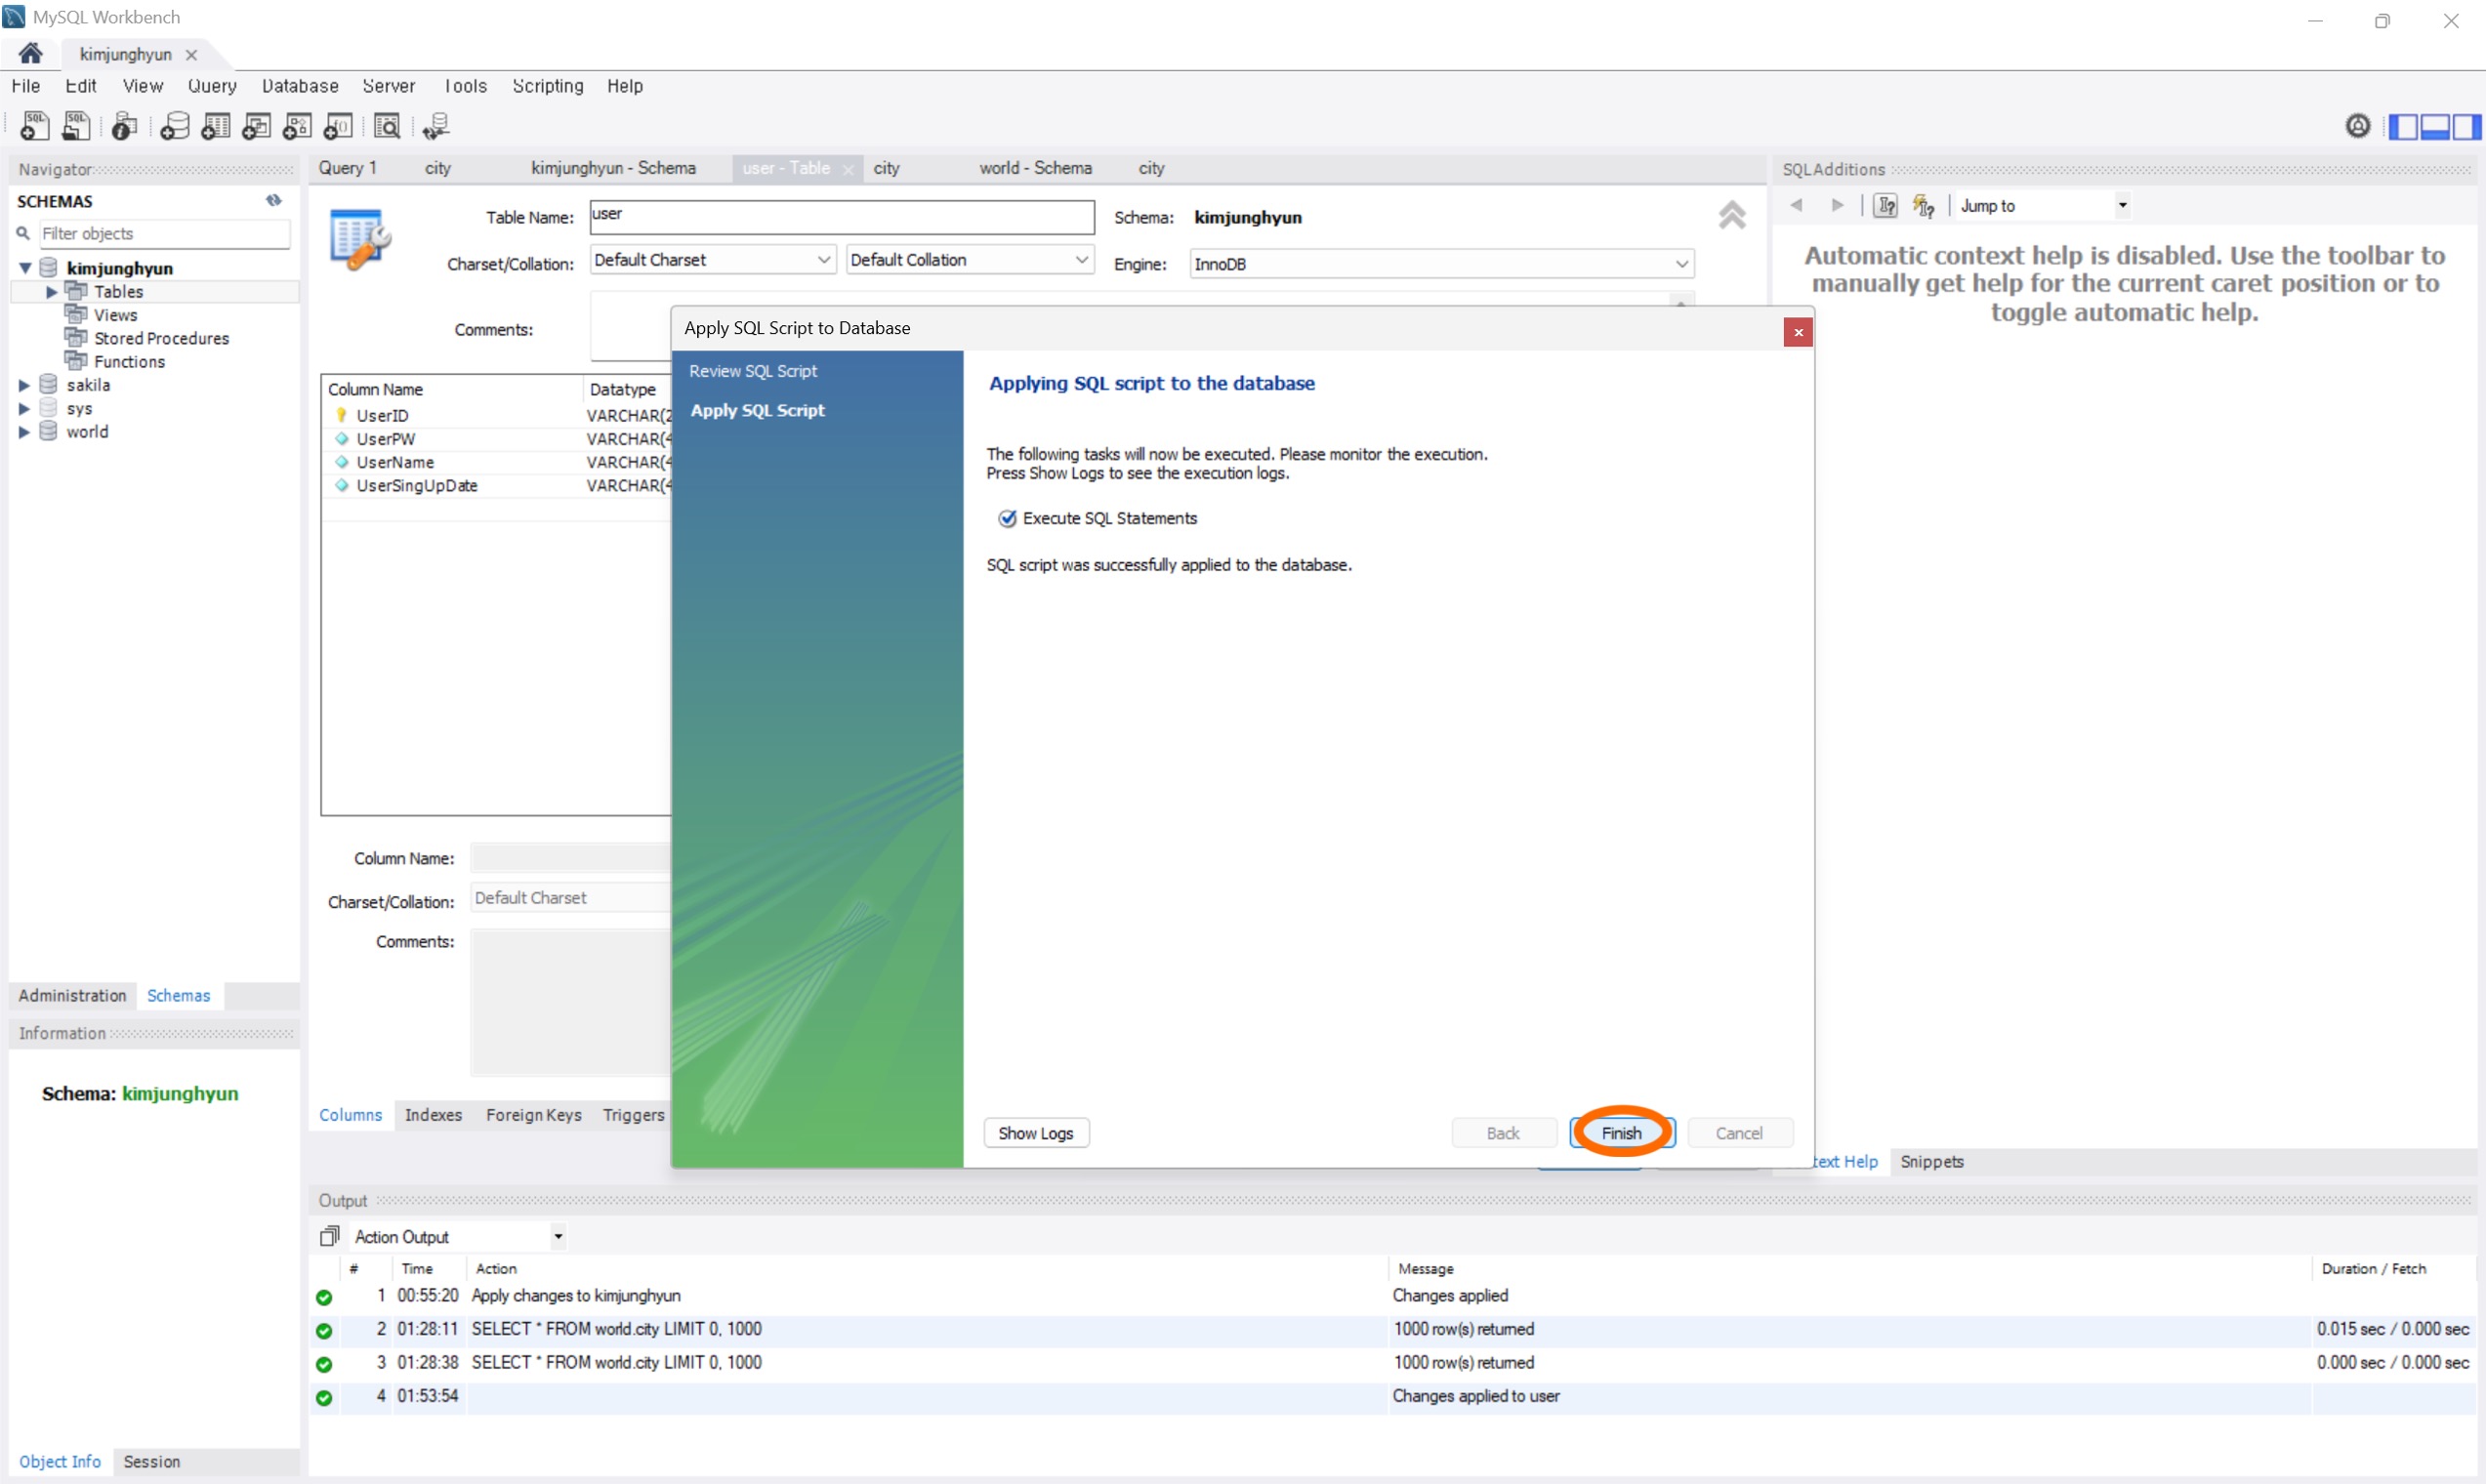 MySQL Workbench
kimjunghyun
File Edit View Query Database Server Tools Scripting Help
Navigator
SCHEMAS
Filter objects
kimjunghyun
Tables
Views
Stored Procedures
Functions
sakila
sys
world
Administration Schemas
Information
Schema: kimjunghyun
Object Info Session
Query 1 city kimjunghyun - Schema user - Table city world - Schema city
Table Name: user Schema: kimjunghyun
Charset/Collation: Default Charset Default Collation Engine: InnoDB
Comments:
Column Name Datatype
UserID VARCHAR(2
UserPW VARCHAR(4
UserName VARCHAR(4
UserSingUpDate VARCHAR(4
Column Name:
Charset/Collation: Default Charset
Comments:
Columns Indexes Foreign Keys Triggers
Apply SQL Script to Database
Review SQL Script
Apply SQL Script
Applying SQL script to the database
The following tasks will now be executed. Please monitor the execution.
Press Show Logs to see the execution logs.
Execute SQL Statements
SQL script was successfully applied to the database.
Show Logs Back Finish Cancel
SQLAdditions
Jump to
Automatic context help is disabled. Use the toolbar to
manually get help for the current caret position or to
toggle automatic help.
text Help Snippets
Output
Action Output
# Time Action Message Duration / Fetch
1 00:55:20 Apply changes to kimjunghyun Changes applied
2 01:28:11 SELECT * FROM world.city LIMIT 0, 1000 1000 row(s) returned 0.015 sec / 0.000 sec
3 01:28:38 SELECT * FROM world.city LIMIT 0, 1000 1000 row(s) returned 0.000 sec / 0.000 sec
4 01:53:54 Changes applied to user